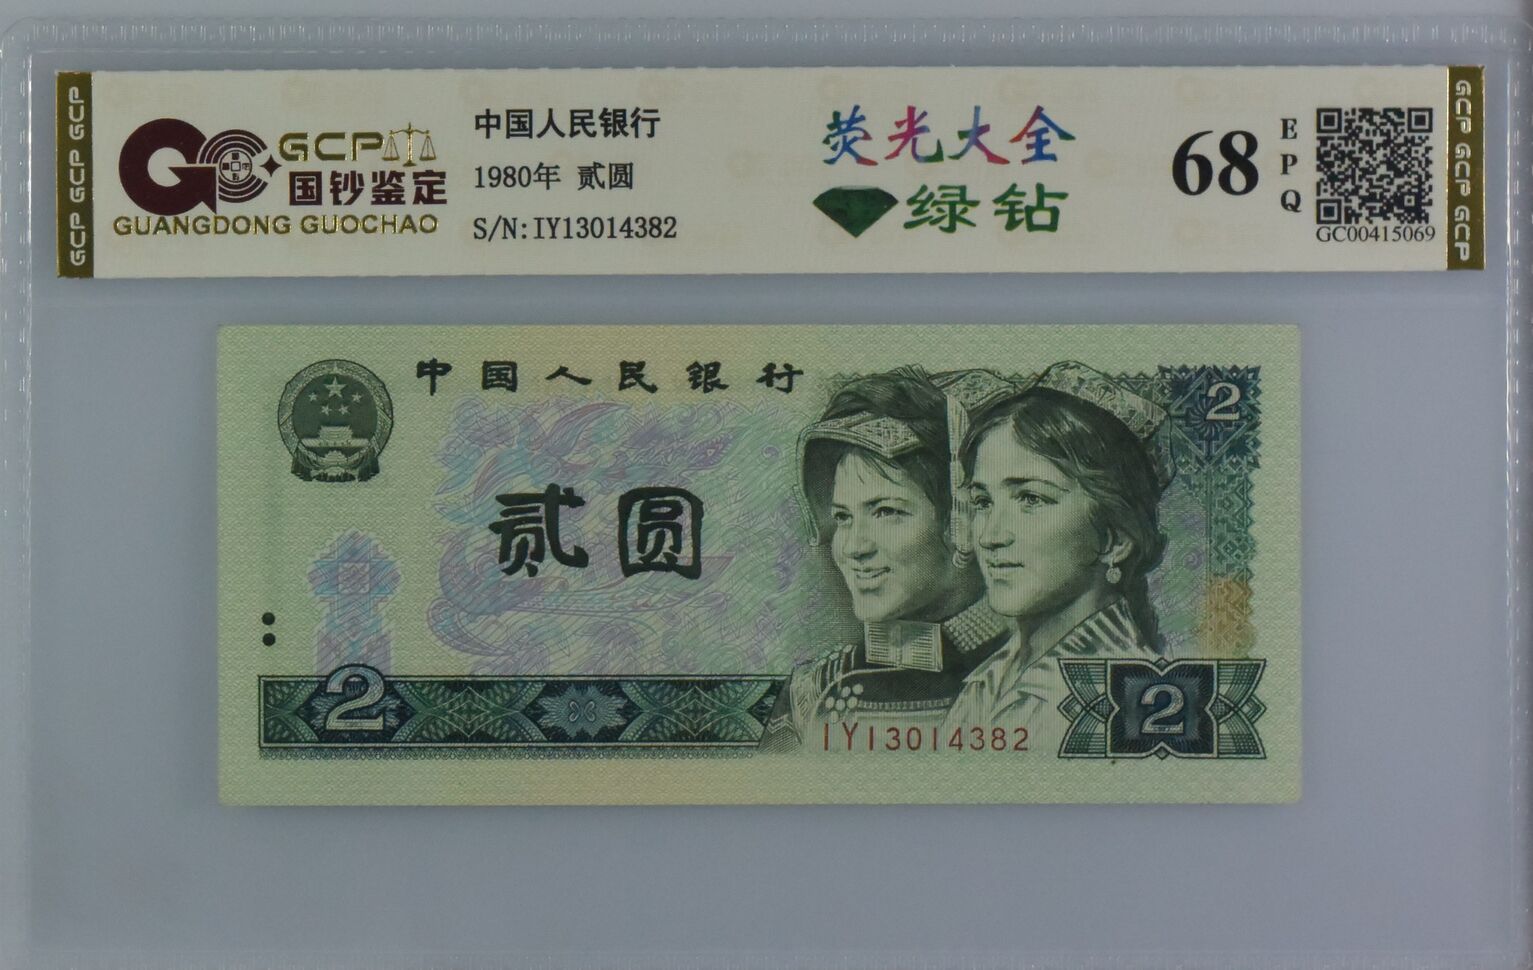 GCP GCP GCP
GCP
国钞鉴定
GUANGDONG GUOCHAO
中国人民银行
1980年 贰圆
S/N:IY13014382
荧光大全
绿钻
68
EPQ
GC00415069
GCP GCP GCP
中国人民银行
2
贰圆
2
IY13014382
2